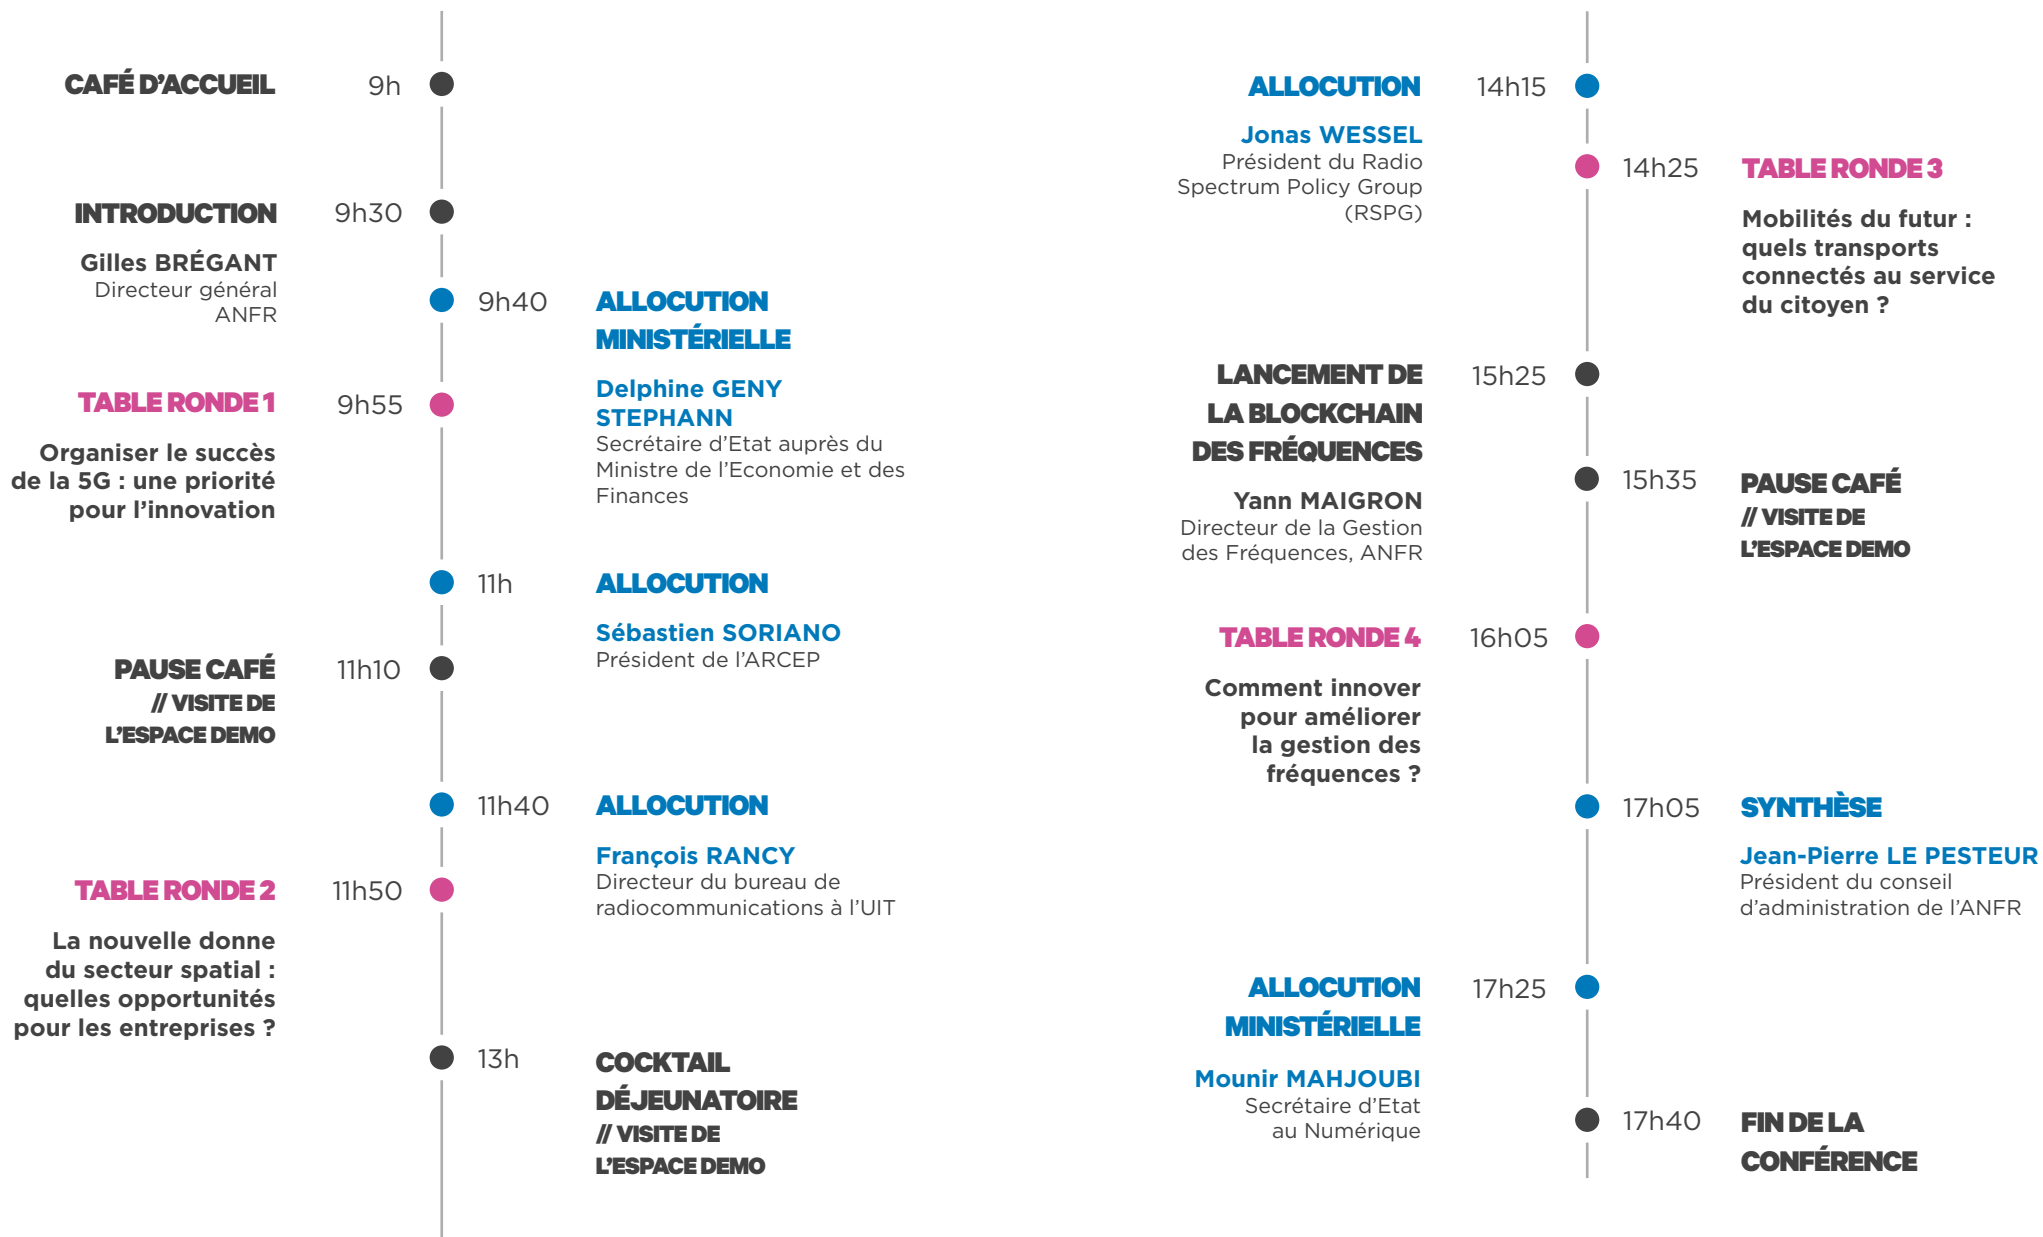 CAFÉ D'ACCUEIL
9h
INTRODUCTION
9h30
Gilles BRÉGANT
Directeur général
ANFR
9h40
ALLOCUTION
MINISTÉRIELLE
Delphine GENY
STEPHANN
Secrétaire d'Etat auprès du
Ministre de l'Economie et des
Finances
TABLE RONDE 1
9h55
Organiser le succès
de la 5G : une priorité
pour l'innovation
11h
ALLOCUTION
Sébastien SORIANO
Président de l'ARCEP
PAUSE CAFÉ
11h10
// VISITE DE
L'ESPACE DEMO
11h40
ALLOCUTION
François RANCY
Directeur du bureau de
radiocommunications à l'UIT
TABLE RONDE 2
11h50
La nouvelle donne
du secteur spatial :
quelles opportunités
pour les entreprises ?
13h
COCKTAIL
DÉJEUNATOIRE
// VISITE DE
L'ESPACE DEMO
ALLOCUTION
14h15
Jonas WESSEL
Président du Radio
Spectrum Policy Group
(RSPG)
14h25
TABLE RONDE 3
Mobilités du futur :
quels transports
connectés au service
du citoyen ?
LANCEMENT DE
15h25
LA BLOCKCHAIN
DES FRÉQUENCES
Yann MAIGRON
Directeur de la Gestion
des Fréquences, ANFR
15h35
PAUSE CAFÉ
// VISITE DE
L'ESPACE DEMO
TABLE RONDE 4
16h05
Comment innover
pour améliorer
la gestion des
fréquences ?
17h05
SYNTHÈSE
Jean-Pierre LE PESTEUR
Président du conseil
d'administration de l'ANFR
ALLOCUTION
17h25
MINISTÉRIELLE
Mounir MAHJOUBI
Secrétaire d'Etat
au Numérique
17h40
FIN DE LA
CONFÉRENCE